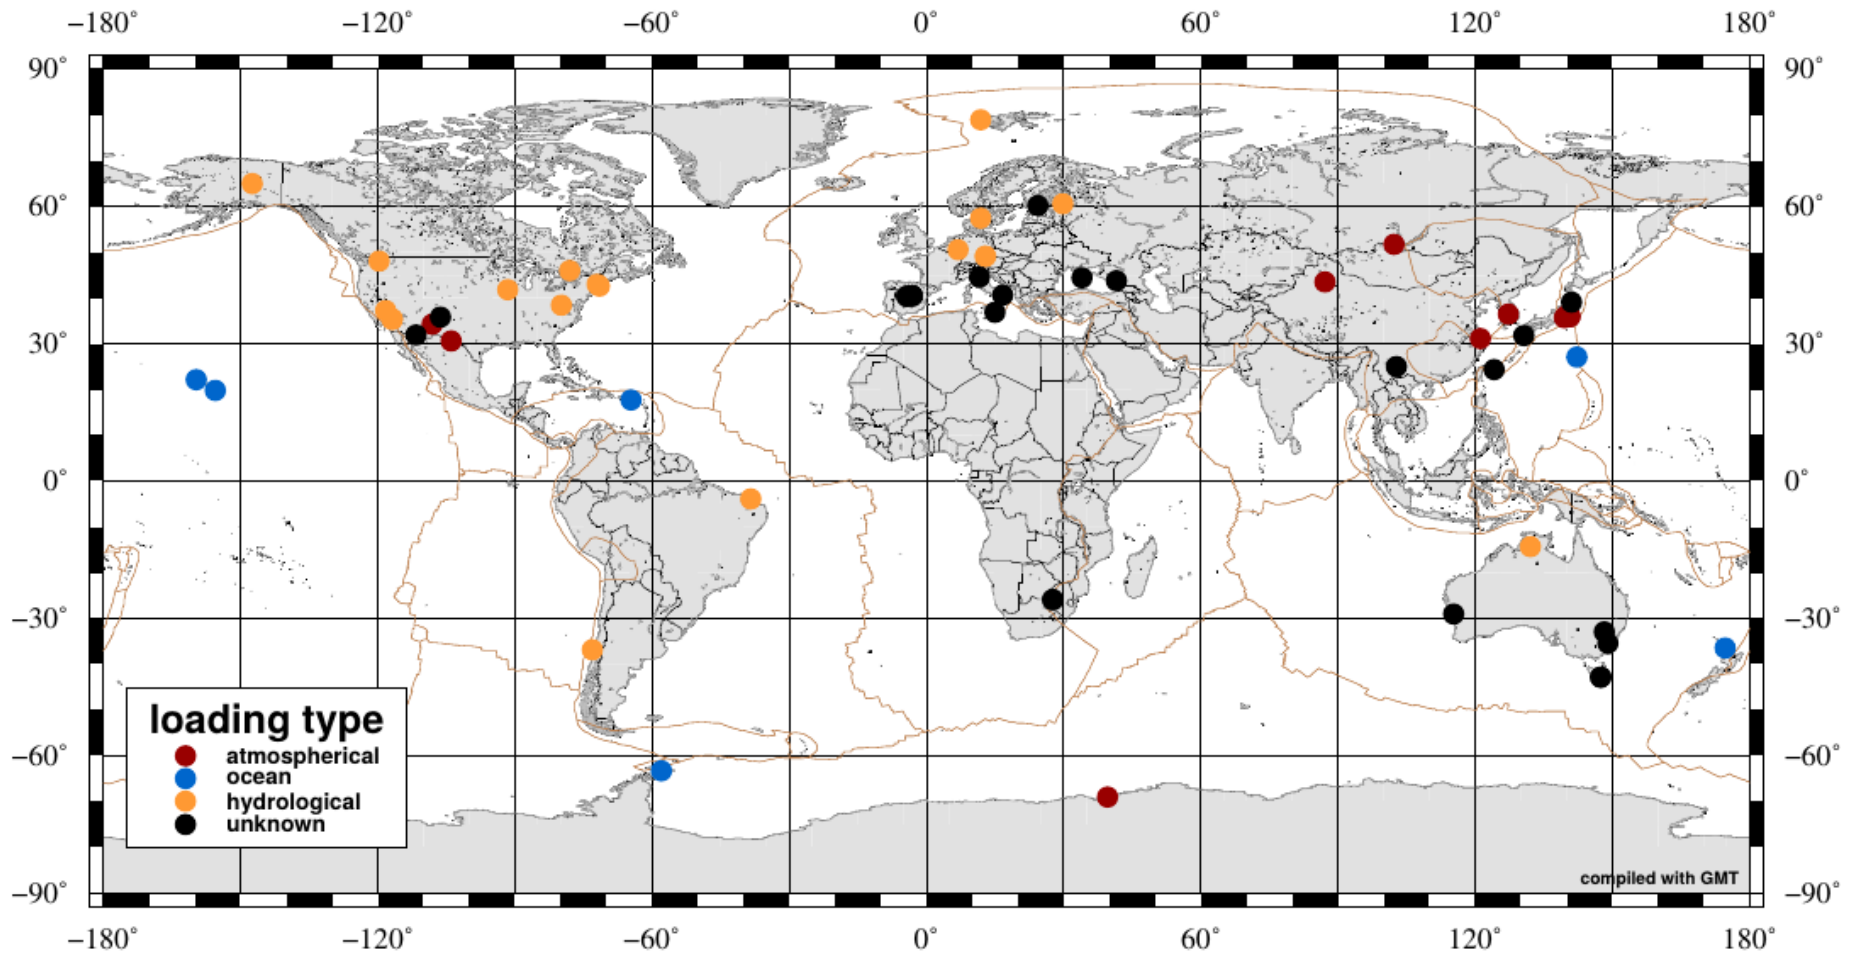 −180° −120° −60° 0° 60° 120° 180°
90° 90°
60° 60°
30° 30°
0° 0°
−30° −30°
loading type
atmospherical
ocean
hydrological
unknown
−60° −60°
compiled with GMT
−90° −90°
−180° −120° −60° 0° 60° 120° 180°